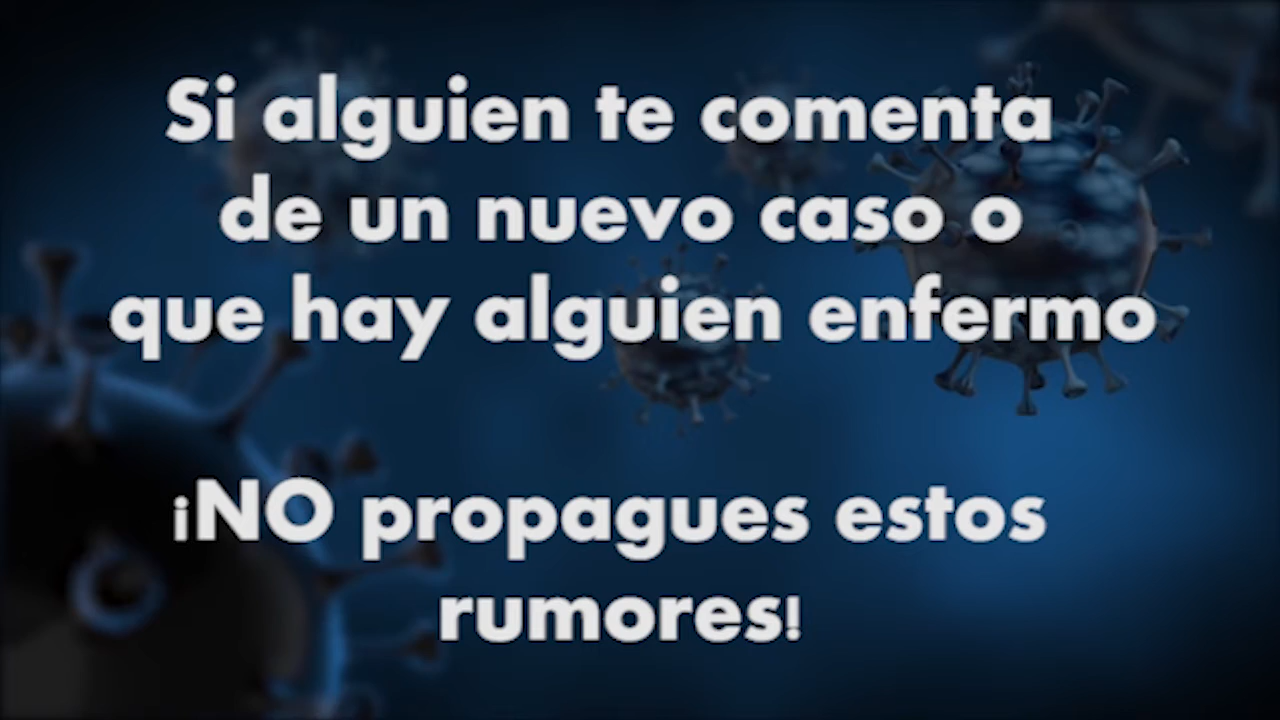 Si alguien te comenta
de un nuevo caso o
que hay alguien enfermo
¡NO propagues estos
rumores!